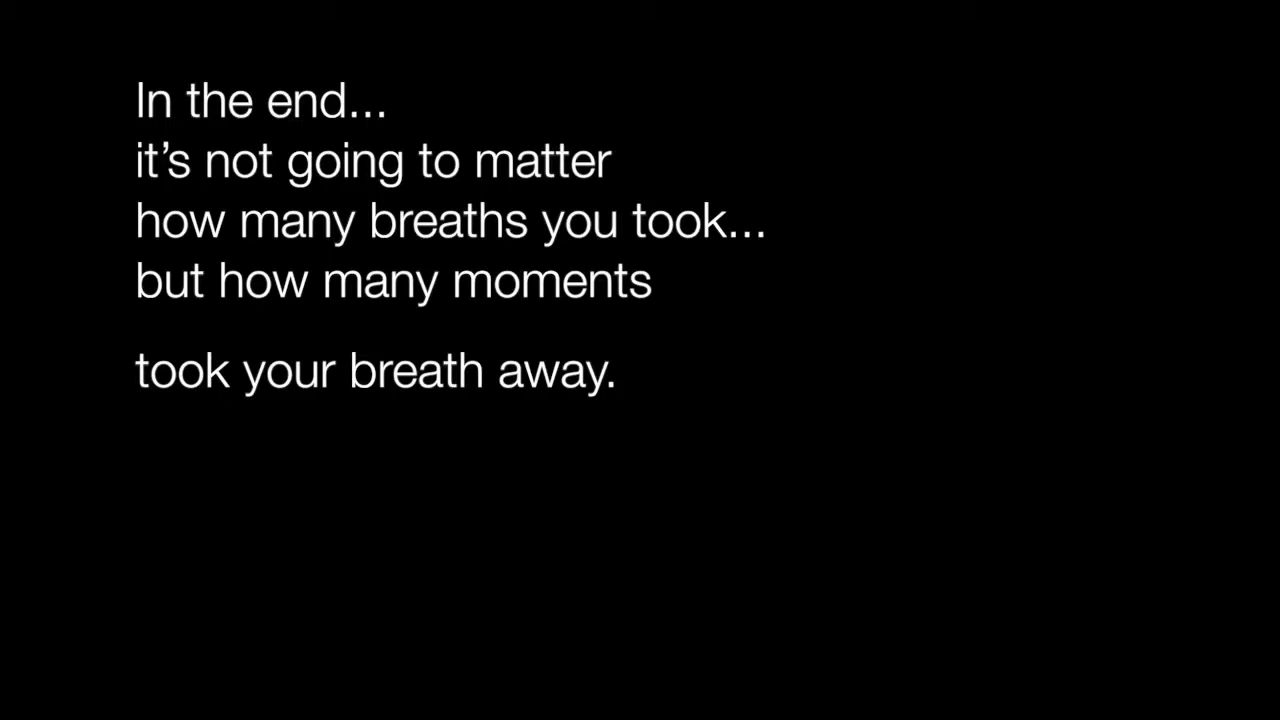 In the end...
it’s not going to matter
how many breaths you took...
but how many moments
took your breath away.